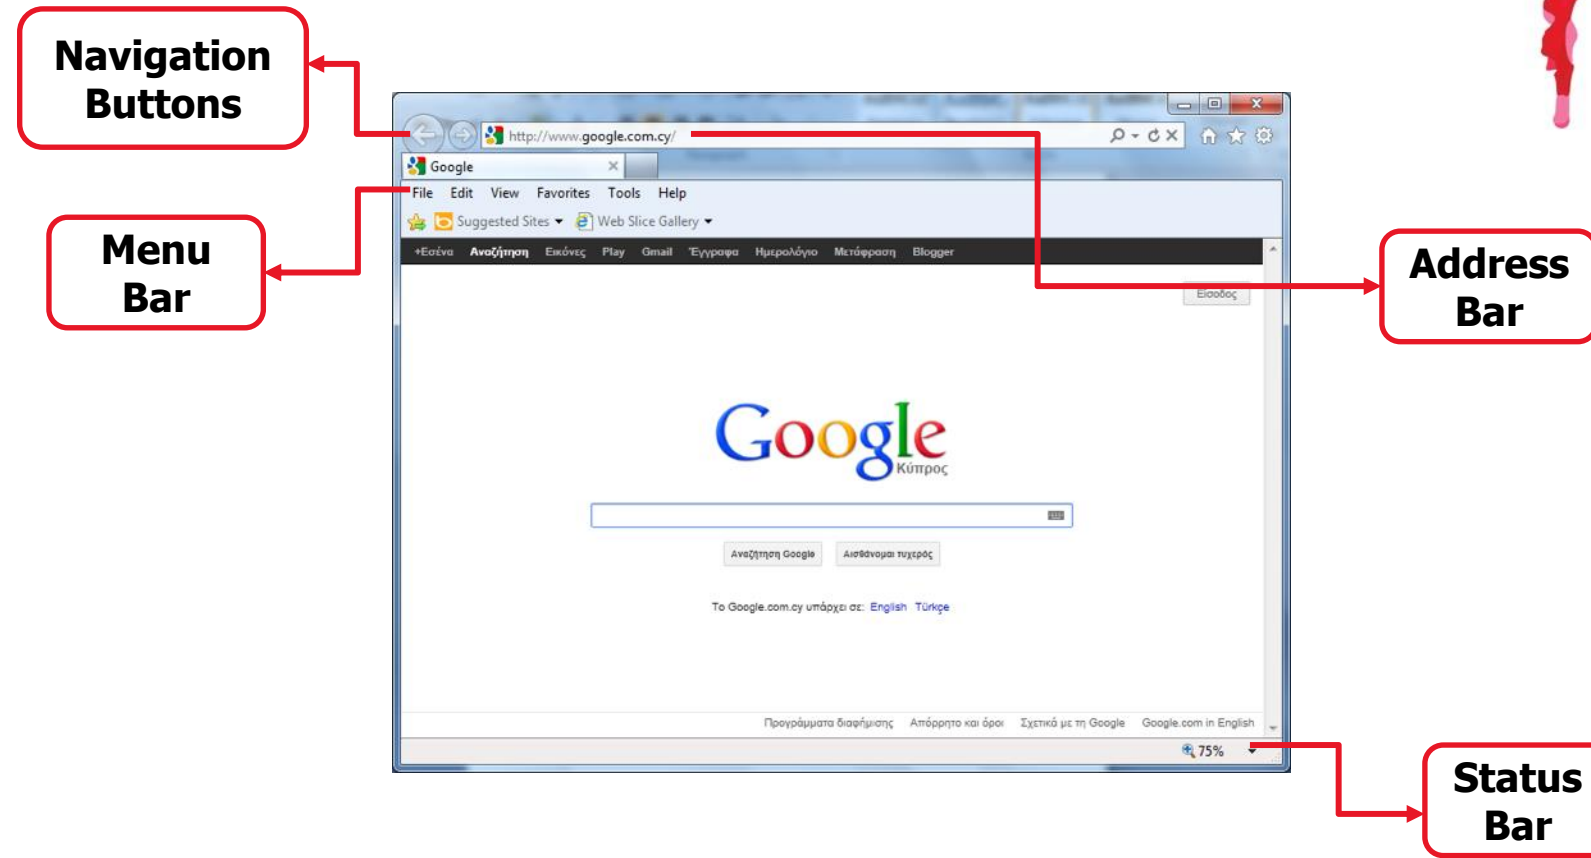 Navigation
Buttons
http://www.google.com.cy/
Google
File Edit View Favorites Tools Help
Suggested Sites Web Slice Gallery
Menu
Bar
+Εσένα Αναζήτηση Εικόνες Play Gmail Έγγραφα Ημερολόγιο Μετάφραση Blogger
Address
Bar
Είσοδος
Google
Κύπρος
Αναζήτηση Google Αισθάνομαι τυχερός
Το Google.com.cy υπάρχει σε: English Türkçe
Προγράμματα διαφήμισης Απόρρητο και όροι Σχετικά με τη Google Google.com in English
75%
Status
Bar